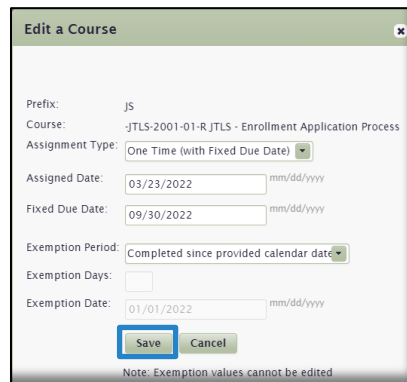 Edit a Course
x
Prefix: JS
Course: -JTLS-2001-01-R JTLS - Enrollment Application Process
Assignment Type: One Time (with Fixed Due Date)
Assigned Date: 03/23/2022 mm/dd/yyyy
Fixed Due Date: 09/30/2022 mm/dd/yyyy
Exemption Period: Completed since provided calendar date
Exemption Days:
Exemption Date: 01/01/2022 mm/dd/yyyy
Save Cancel
Note: Exemption values cannot be edited